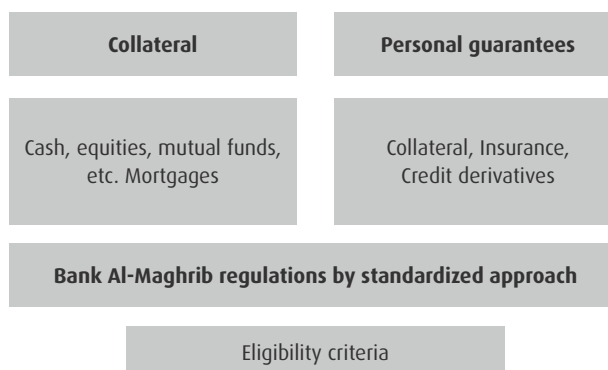 Collateral
Personal guarantees
Cash, equities, mutual funds,
etc. Mortgages
Collateral, Insurance,
Credit derivatives
Bank Al-Maghrib regulations by standardized approach
Eligibility criteria